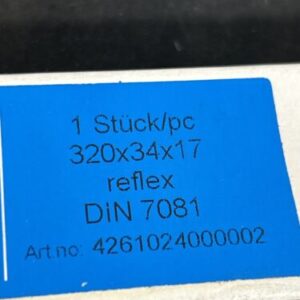 1 Stück/pc
320x34x17
reflex
DiN 7081
Art.no: 4261024000002